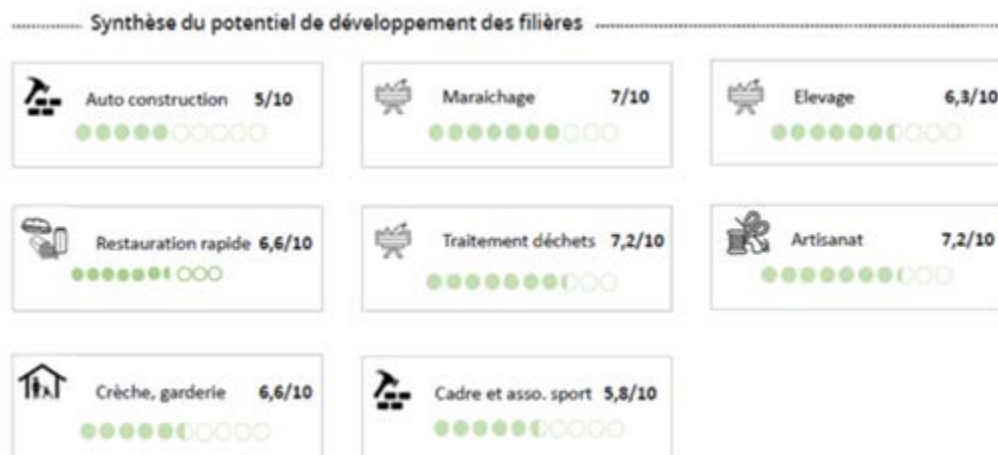 Synthèse du potentiel de développement des filières
Auto construction 5/10
Maraichage 7/10
Elevage 6,3/10
Restauration rapide 6,6/10
Traitement déchets 7,2/10
Artisanat 7,2/10
Crèche, garderie 6,6/10
Cadre et asso. sport 5,8/10